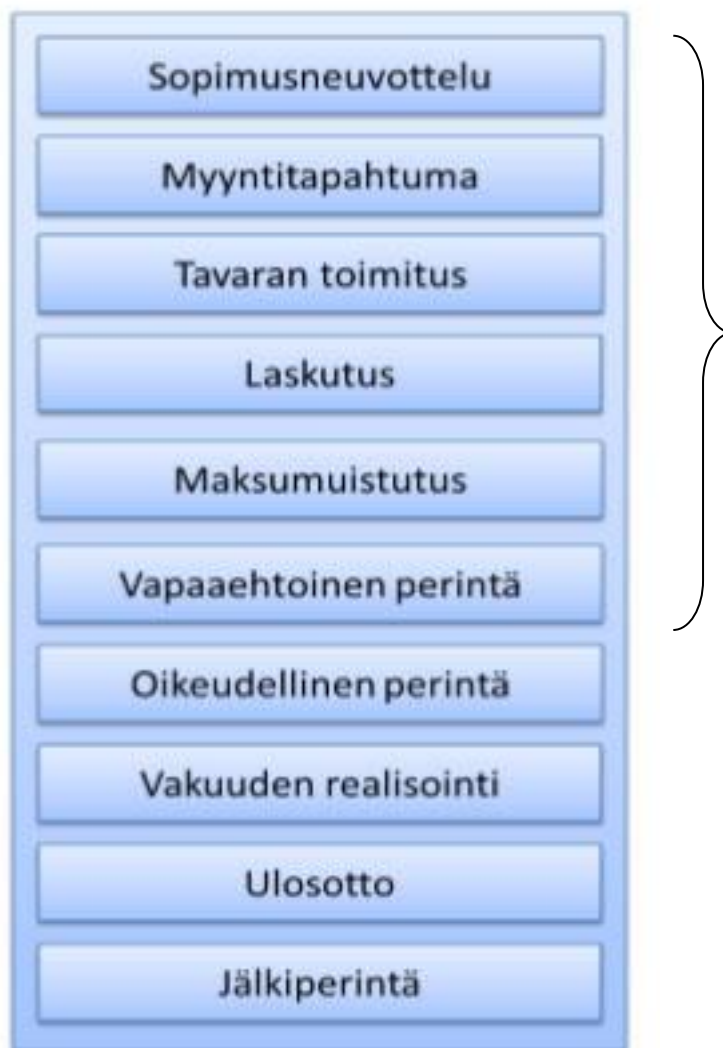 Sopimusneuvottelu
Myyntitapahtuma
Tavaran toimitus
Laskutus
Maksumuistutus
Vapaaehtoinen perintä
Oikeudellinen perintä
Vakuuden realisointi
Ulosotto
Jälkiperintä